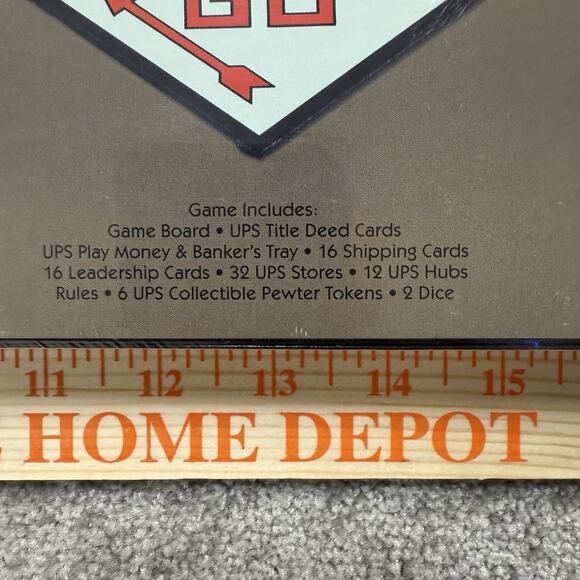 GO
Game Includes:
Game Board • UPS Title Deed Cards
UPS Play Money & Banker's Tray • 16 Shipping Cards
16 Leadership Cards • 32 UPS Stores • 12 UPS Hubs
Rules • 6 UPS Collectible Pewter Tokens • 2 Dice
11 12 13 14 15
HOME DEPOT